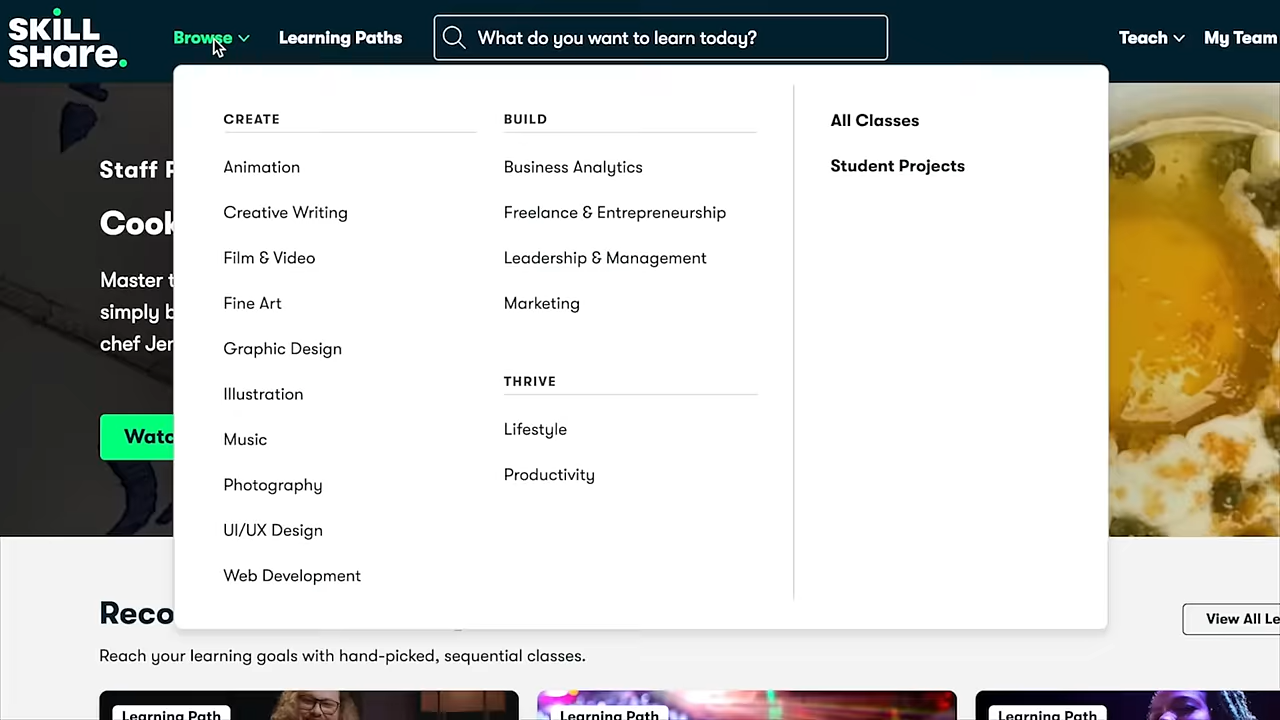 SKILL
SHARE.
Browse
Learning Paths
What do you want to learn today?
Teach
My Team
CREATE
Animation
Creative Writing
Film & Video
Fine Art
Graphic Design
Illustration
Music
Photography
UI/UX Design
Web Development
BUILD
Business Analytics
Freelance & Entrepreneurship
Leadership & Management
Marketing
THRIVE
Lifestyle
Productivity
All Classes
Student Projects
Staff
Cook
Master
simply
chef Jen
Watc
Reco
View All Le
Reach your learning goals with hand-picked, sequential classes.
Learning Path
Learning Path
Learning Path